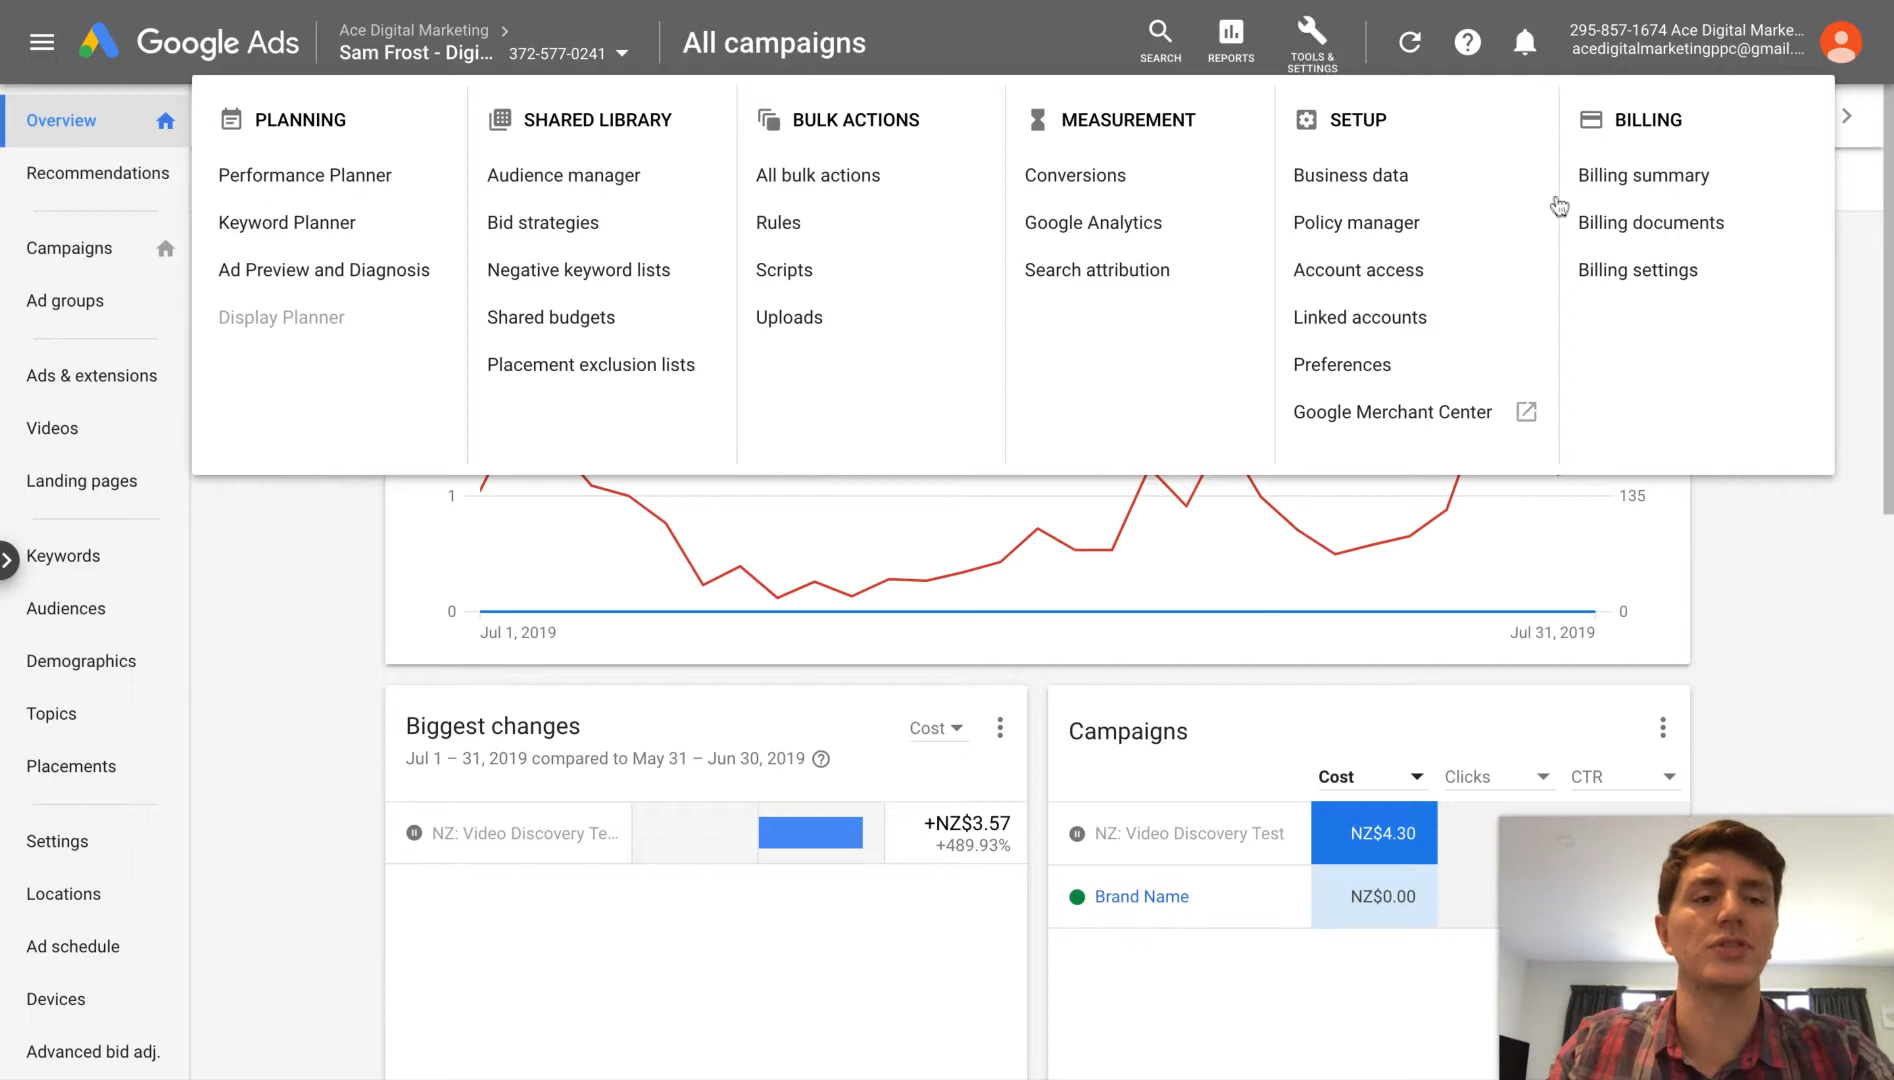 Google Ads
Ace Digital Marketing
Sam Frost - Digi... 372-577-0241
All campaigns
SEARCH
REPORTS
TOOLS &
SETTINGS
295-857-1674 Ace Digital Marke...
acedigitalmarketingppc@gmail....
Overview
Recommendations
Campaigns
Ad groups
Ads & extensions
Videos
Landing pages
Keywords
Audiences
Demographics
Topics
Placements
Settings
Locations
Ad schedule
Devices
Advanced bid adj.
PLANNING
Performance Planner
Keyword Planner
Ad Preview and Diagnosis
Display Planner
SHARED LIBRARY
Audience manager
Bid strategies
Negative keyword lists
Shared budgets
Placement exclusion lists
BULK ACTIONS
All bulk actions
Rules
Scripts
Uploads
MEASUREMENT
Conversions
Google Analytics
Search attribution
SETUP
Business data
Policy manager
Account access
Linked accounts
Preferences
Google Merchant Center
BILLING
Billing summary
Billing documents
Billing settings
1 135
0 0
Jul 1, 2019 Jul 31, 2019
Biggest changes
Cost
Jul 1 – 31, 2019 compared to May 31 – Jun 30, 2019
NZ: Video Discovery Te...
+NZ$3.57
+489.93%
Campaigns
Cost Clicks CTR
NZ: Video Discovery Test NZ$4.30
Brand Name NZ$0.00